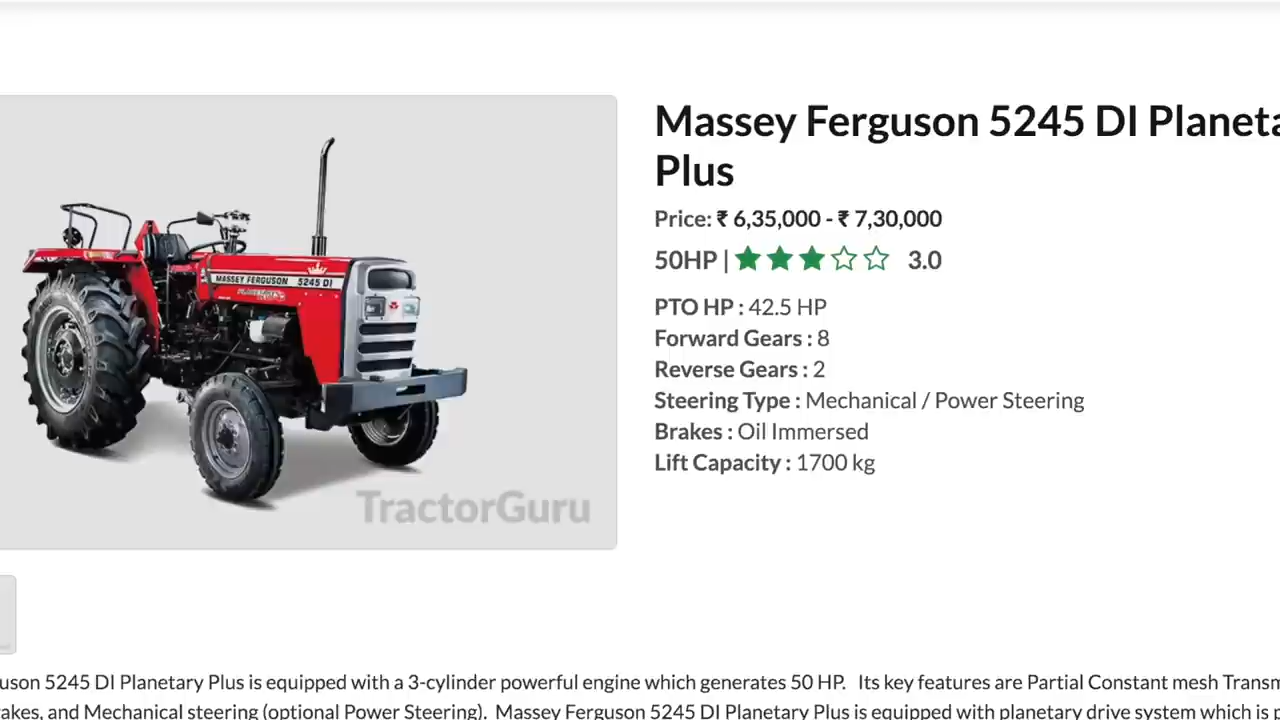 Massey Ferguson 5245 DI Planeta
Plus
Price: ₹ 6,35,000 - ₹ 7,30,000
50HP | 3.0
PTO HP : 42.5 HP
Forward Gears : 8
Reverse Gears : 2
Steering Type : Mechanical / Power Steering
Brakes : Oil Immersed
Lift Capacity : 1700 kg
MASSEY FERGUSON 5245 DI
TractorGuru
uson 5245 DI Planetary Plus is equipped with a 3-cylinder powerful engine which generates 50 HP. Its key features are Partial Constant mesh Transm
akes, and Mechanical steering (optional Power Steering). Massey Ferguson 5245 DI Planetary Plus is equipped with planetary drive system which is